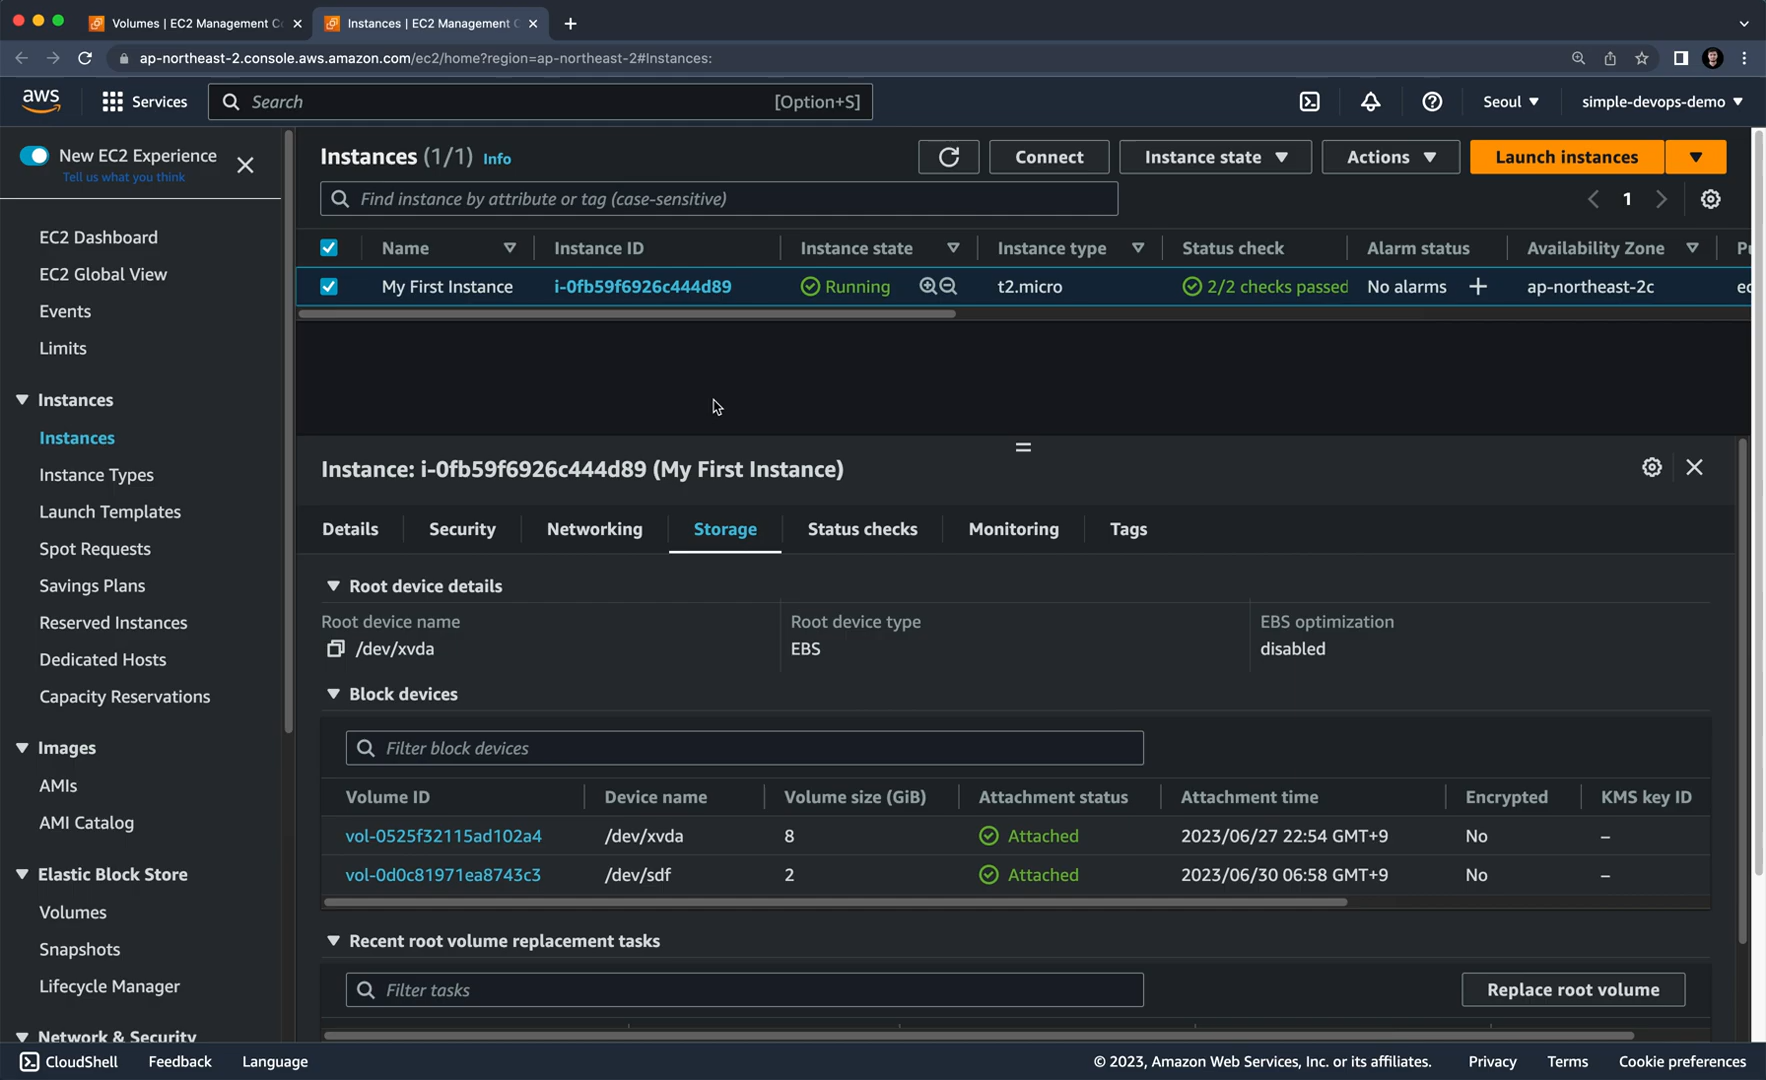 Volumes | EC2 Management C
Instances | EC2 Management C
ap-northeast-2.console.aws.amazon.com/ec2/home?region=ap-northeast-2#Instances:
aws
Services
Search
[Option+S]
Seoul
simple-devops-demo
New EC2 Experience
Tell us what you think
EC2 Dashboard
EC2 Global View
Events
Limits
Instances
Instances
Instance Types
Launch Templates
Spot Requests
Savings Plans
Reserved Instances
Dedicated Hosts
Capacity Reservations
Images
AMIs
AMI Catalog
Elastic Block Store
Volumes
Snapshots
Lifecycle Manager
Network & Security
Instances (1/1) Info
Connect
Instance state
Actions
Launch instances
Find instance by attribute or tag (case-sensitive)
1
Name Instance ID Instance state Instance type Status check Alarm status Availability Zone
My First Instance i-0fb59f6926c444d89 Running t2.micro 2/2 checks passed No alarms + ap-northeast-2c
Instance: i-0fb59f6926c444d89 (My First Instance)
Details Security Networking Storage Status checks Monitoring Tags
Root device details
Root device name Root device type EBS optimization
/dev/xvda EBS disabled
Block devices
Filter block devices
Volume ID Device name Volume size (GiB) Attachment status Attachment time Encrypted KMS key ID
vol-0525f32115ad102a4 /dev/xvda 8 Attached 2023/06/27 22:54 GMT+9 No –
vol-0d0c81971ea8743c3 /dev/sdf 2 Attached 2023/06/30 06:58 GMT+9 No –
Recent root volume replacement tasks
Filter tasks
Replace root volume
CloudShell Feedback Language
© 2023, Amazon Web Services, Inc. or its affiliates. Privacy Terms Cookie preferences